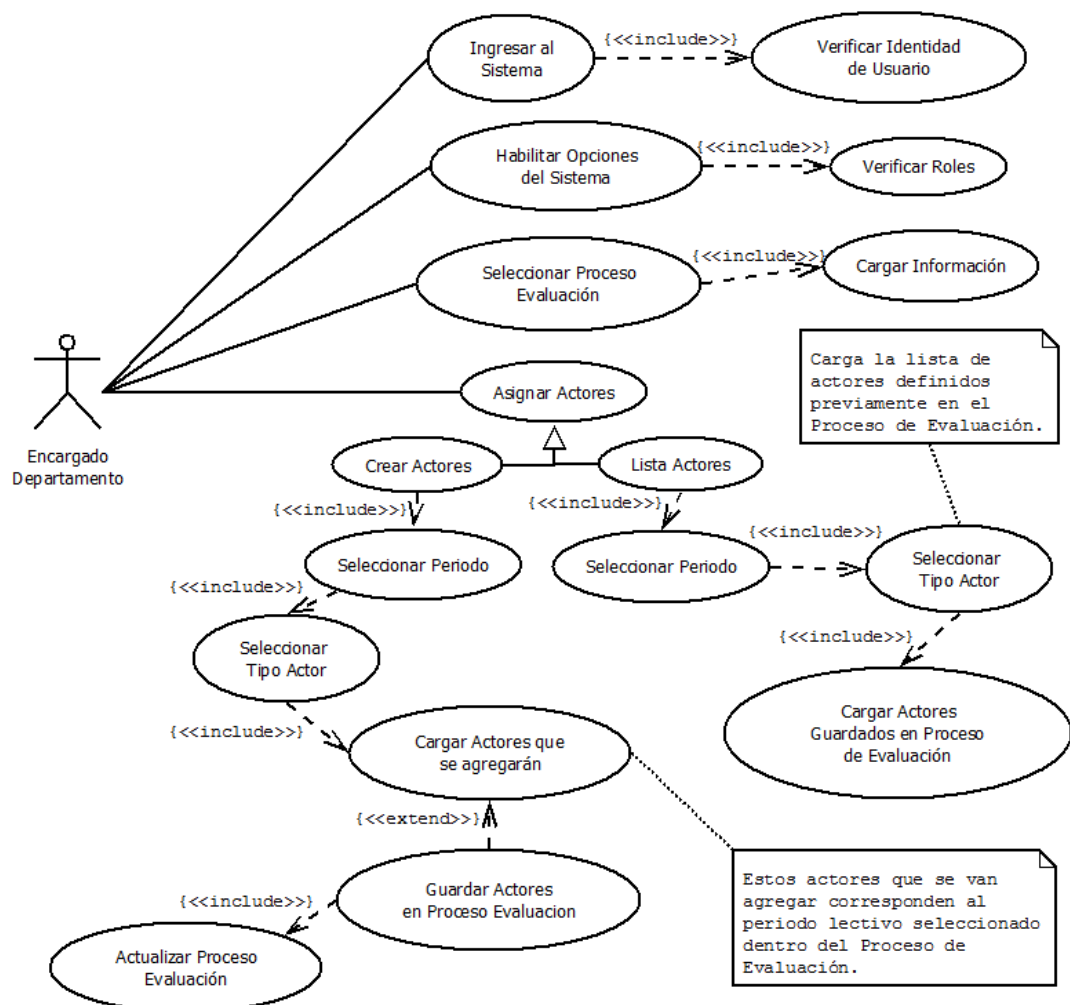 Ingresar al
Sistema
{<<include>>}
Verificar Identidad
de Usuario
Habilitar Opciones
del Sistema
{<<include>>}
Verificar Roles
Seleccionar Proceso
Evaluación
{<<include>>}
Cargar Información
Encargado
Departamento
Asignar Actores
Carga la lista de
actores definidos
previamente en el
Proceso de Evaluación.
Crear Actores
Lista Actores
{<<include>>}
{<<include>>}
Seleccionar Periodo
Seleccionar Periodo
{<<include>>}
Seleccionar
Tipo Actor
{<<include>>}
Seleccionar
Tipo Actor
{<<include>>}
{<<include>>}
Cargar Actores que
se agregarán
Cargar Actores
Guardados en Proceso
de Evaluación
{<<extend>>}
Guardar Actores
en Proceso Evaluacion
{<<include>>}
Actualizar Proceso
Evaluación
Estos actores que se van
agregar corresponden al
periodo lectivo seleccionado
dentro del Proceso de
Evaluación.